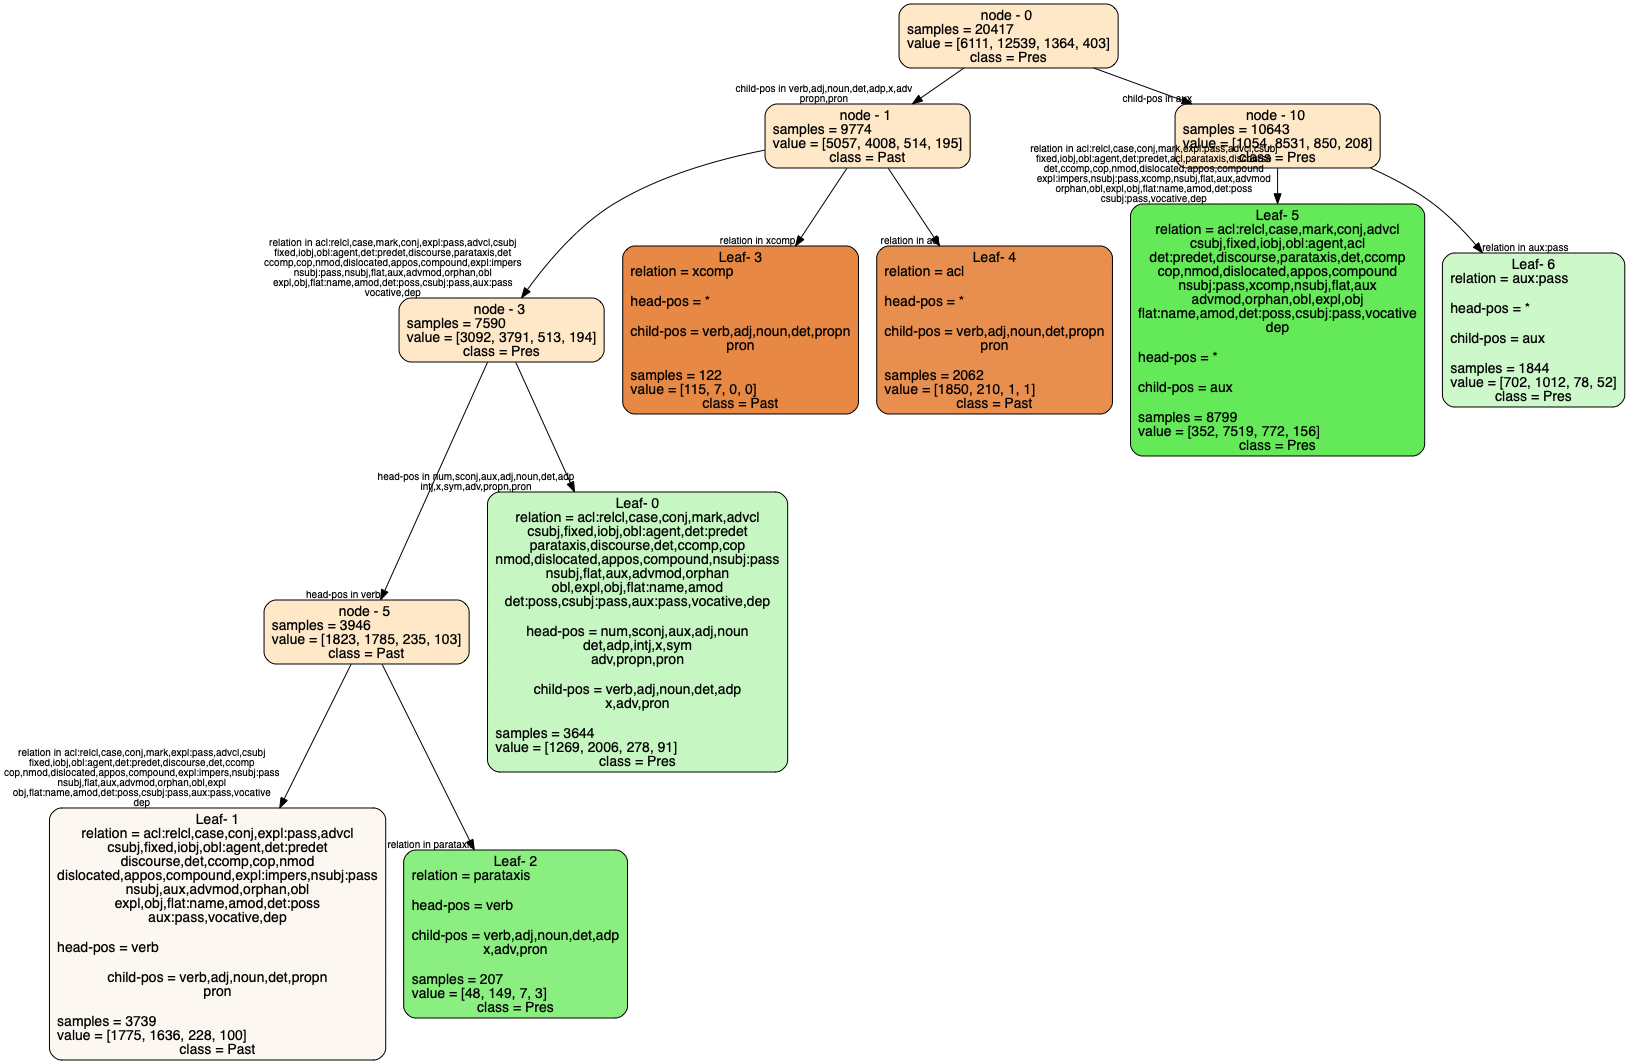 node - 0
samples = 20417
value = [6111, 12539, 1364, 403]
class = Pres
child-pos in verb,adj,noun,det,adp,x,adv
propn,pron
child-pos in aux
node - 1
samples = 9774
value = [5057, 4008, 514, 195]
class = Past
node - 10
samples = 10643
value = [1054, 8531, 850, 208]
class = Pres
relation in acl:relcl,case,conj,mark,expl:pass,advcl,csubj
fixed,iobj,obl:agent,det:predet,acl,parataxis,discourse
det,ccomp,cop,nmod,dislocated,appos,compound
expl:impers,nsubj:pass,xcomp,nsubj,flat,aux,advmod
orphan,obl,expl,obj,flat:name,amod,det:poss
csubj:pass,vocative,dep
relation in acl:relcl,case,mark,conj,expl:pass,advcl,csubj
fixed,iobj,obl:agent,det:predet,discourse,parataxis,det
ccomp,cop,nmod,dislocated,appos,compound,expl:impers
nsubj:pass,nsubj,flat,aux,advmod,orphan,obl
expl,obj,flat:name,amod,det:poss,csubj:pass,aux:pass
vocative,dep
relation in xcomp
relation in acl
relation in aux:pass
node - 3
samples = 7590
value = [3092, 3791, 513, 194]
class = Pres
Leaf- 3
relation = xcomp
head-pos = *
child-pos = verb,adj,noun,det,propn
pron
samples = 122
value = [115, 7, 0, 0]
class = Past
Leaf- 4
relation = acl
head-pos = *
child-pos = verb,adj,noun,det,propn
pron
samples = 2062
value = [1850, 210, 1, 1]
class = Past
Leaf- 5
relation = acl:relcl,case,mark,conj,advcl
csubj,fixed,iobj,obl:agent,acl
det:predet,discourse,parataxis,det,ccomp
cop,nmod,dislocated,appos,compound
nsubj:pass,xcomp,nsubj,flat,aux
advmod,orphan,obl,expl,obj
flat:name,amod,det:poss,csubj:pass,vocative
dep
head-pos = *
child-pos = aux
samples = 8799
value = [352, 7519, 772, 156]
class = Pres
Leaf- 6
relation = aux:pass
head-pos = *
child-pos = aux
samples = 1844
value = [702, 1012, 78, 52]
class = Pres
head-pos in num,sconj,aux,adj,noun,det,adp
intj,x,sym,adv,propn,pron
head-pos in verb
node - 5
samples = 3946
value = [1823, 1785, 235, 103]
class = Past
Leaf- 0
relation = acl:relcl,case,conj,mark,advcl
csubj,fixed,iobj,obl:agent,det:predet
parataxis,discourse,det,ccomp,cop
nmod,dislocated,appos,compound,nsubj:pass
nsubj,flat,aux,advmod,orphan
obl,expl,obj,flat:name,amod
det:poss,csubj:pass,aux:pass,vocative,dep
head-pos = num,sconj,aux,adj,noun
det,adp,intj,x,sym
adv,propn,pron
child-pos = verb,adj,noun,det,adp
x,adv,pron
samples = 3644
value = [1269, 2006, 278, 91]
class = Pres
relation in acl:relcl,case,conj,mark,expl:pass,advcl,csubj
fixed,iobj,obl:agent,det:predet,discourse,det,ccomp
cop,nmod,dislocated,appos,compound,expl:impers,nsubj:pass
nsubj,flat,aux,advmod,orphan,obl,expl
obj,flat:name,amod,det:poss,csubj:pass,aux:pass,vocative
dep
relation in parataxis
Leaf- 1
relation = acl:relcl,case,conj,expl:pass,advcl
csubj,fixed,iobj,obl:agent,det:predet
discourse,det,ccomp,cop,nmod
dislocated,appos,compound,expl:impers,nsubj:pass
nsubj,aux,advmod,orphan,obl
expl,obj,flat:name,amod,det:poss
aux:pass,vocative,dep
head-pos = verb
child-pos = verb,adj,noun,det,propn
pron
samples = 3739
value = [1775, 1636, 228, 100]
class = Past
Leaf- 2
relation = parataxis
head-pos = verb
child-pos = verb,adj,noun,det,adp
x,adv,pron
samples = 207
value = [48, 149, 7, 3]
class = Pres